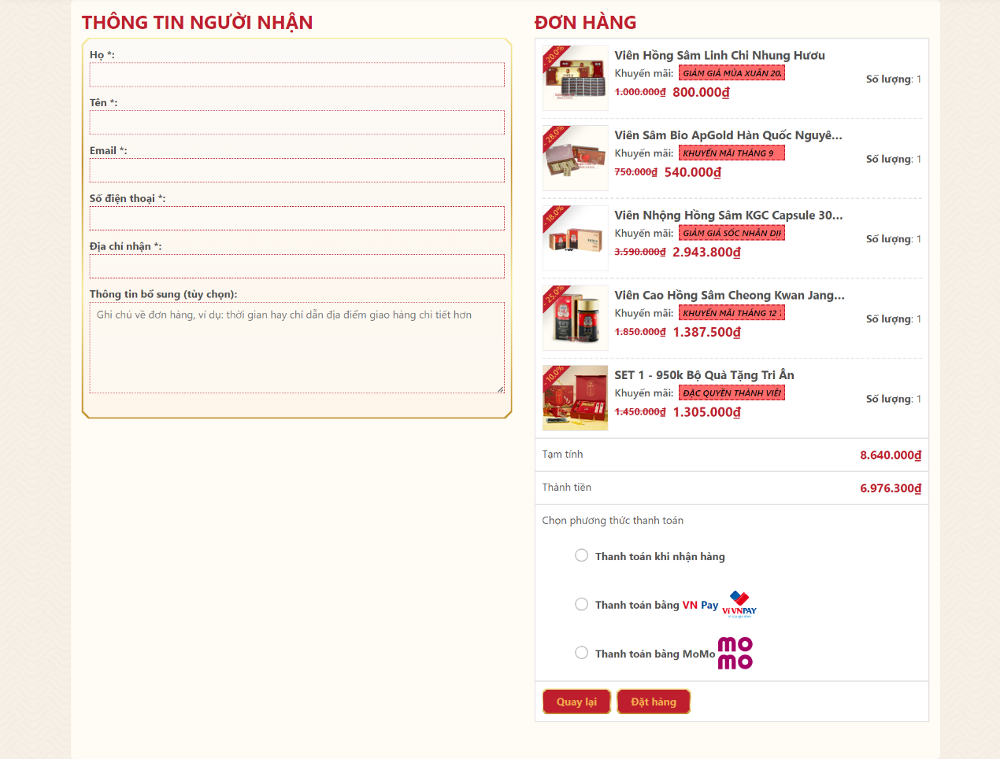 THÔNG TIN NGƯỜI NHẬN
Họ *:
Tên *:
Email *:
Số điện thoại *:
Địa chỉ nhận *:
Thông tin bổ sung (tùy chọn):
Ghi chú về đơn hàng, ví dụ: thời gian hay chỉ dẫn địa điểm giao hàng chi tiết hơn
ĐƠN HÀNG
- 20.0%
Viên Hồng Sâm Linh Chi Nhung Hươu
Khuyến mãi: GIẢM GIÁ MÙA XUÂN 20
1.000.000₫ 800.000₫
Số lượng: 1
- 28.0%
Viên Sâm Bio ApGold Hàn Quốc Nguyê...
Khuyến mãi: KHUYẾN MÃI THÁNG 9
750.000₫ 540.000₫
Số lượng: 1
- 18.0%
Viên Nhộng Hồng Sâm KGC Capsule 30...
Khuyến mãi: GIẢM GIÁ SỐC NHÂN DỊP
3.590.000₫ 2.943.800₫
Số lượng: 1
- 25.0%
Viên Cao Hồng Sâm Cheong Kwan Jang...
Khuyến mãi: KHUYẾN MÃI THÁNG 12
1.850.000₫ 1.387.500₫
Số lượng: 1
- 10.0%
SET 1 - 950k Bộ Quà Tặng Tri Ân
Khuyến mãi: ĐẶC QUYỀN THÀNH VIÊN
1.450.000₫ 1.305.000₫
Số lượng: 1
Tạm tính 8.640.000₫
Thành tiền 6.976.300₫
Chọn phương thức thanh toán
Thanh toán khi nhận hàng
Thanh toán bằng VN Pay Ví VNPAY
Thanh toán bằng MoMo mo
mo
Quay lại Đặt hàng